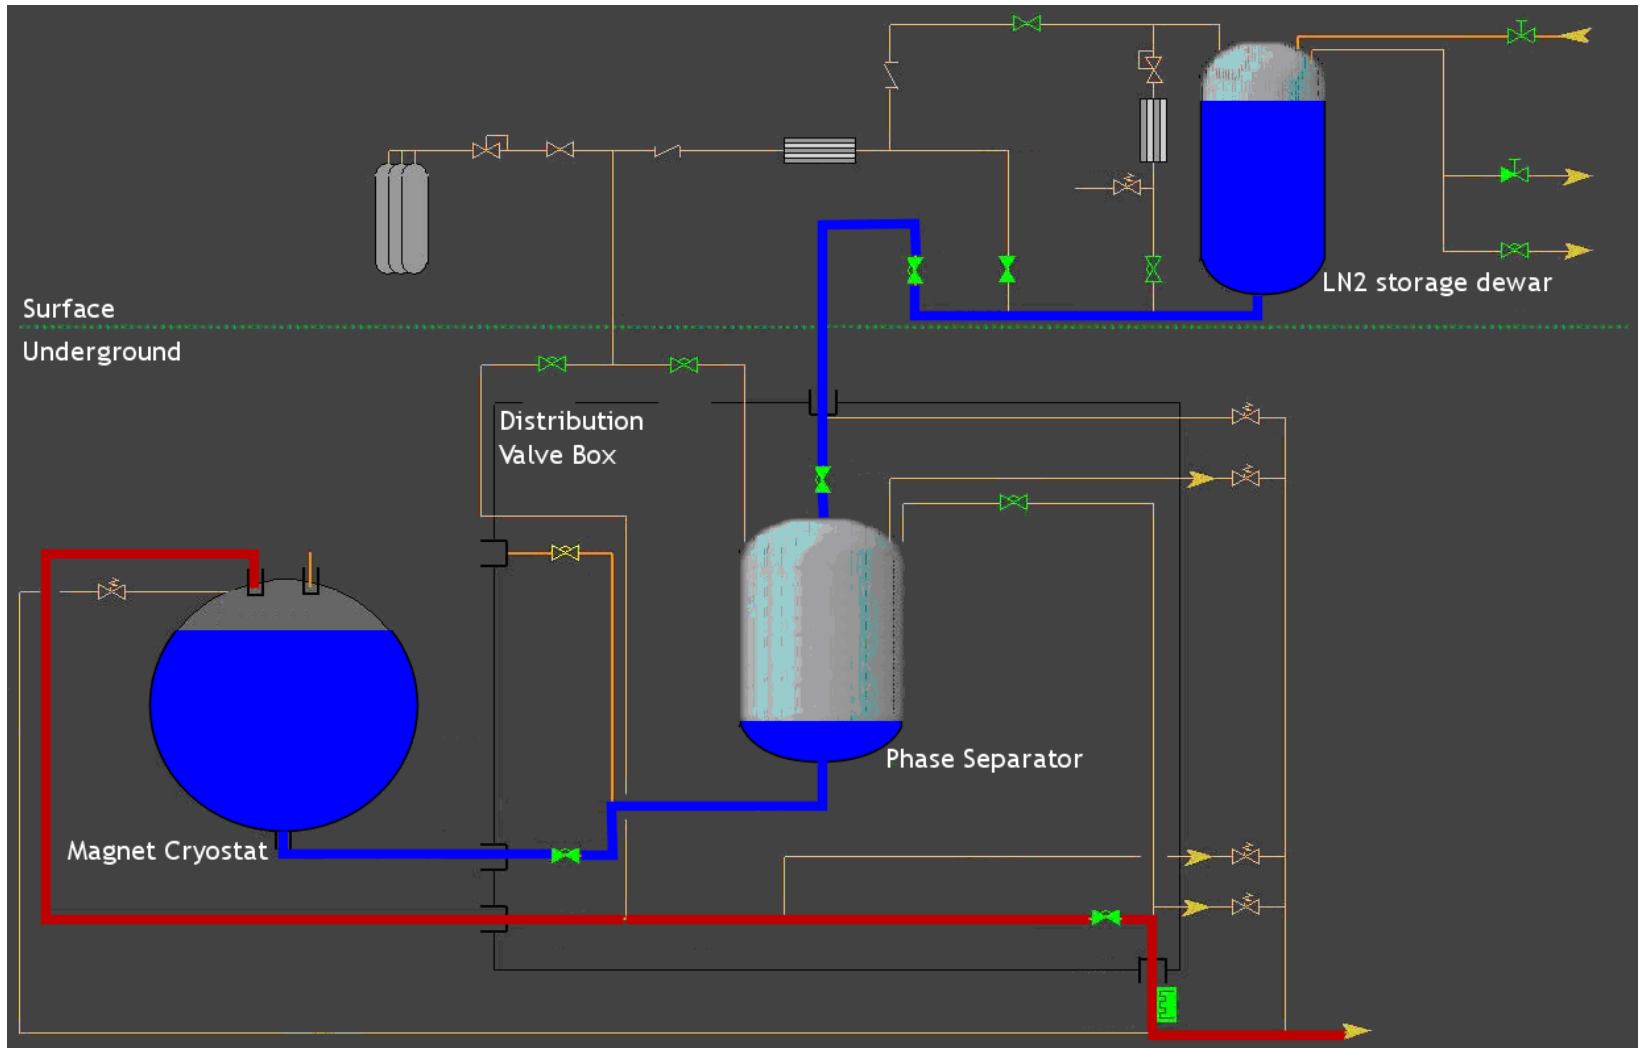 LN2 storage dewar
Surface
Underground
Distribution
Valve Box
Phase Separator
Magnet Cryostat